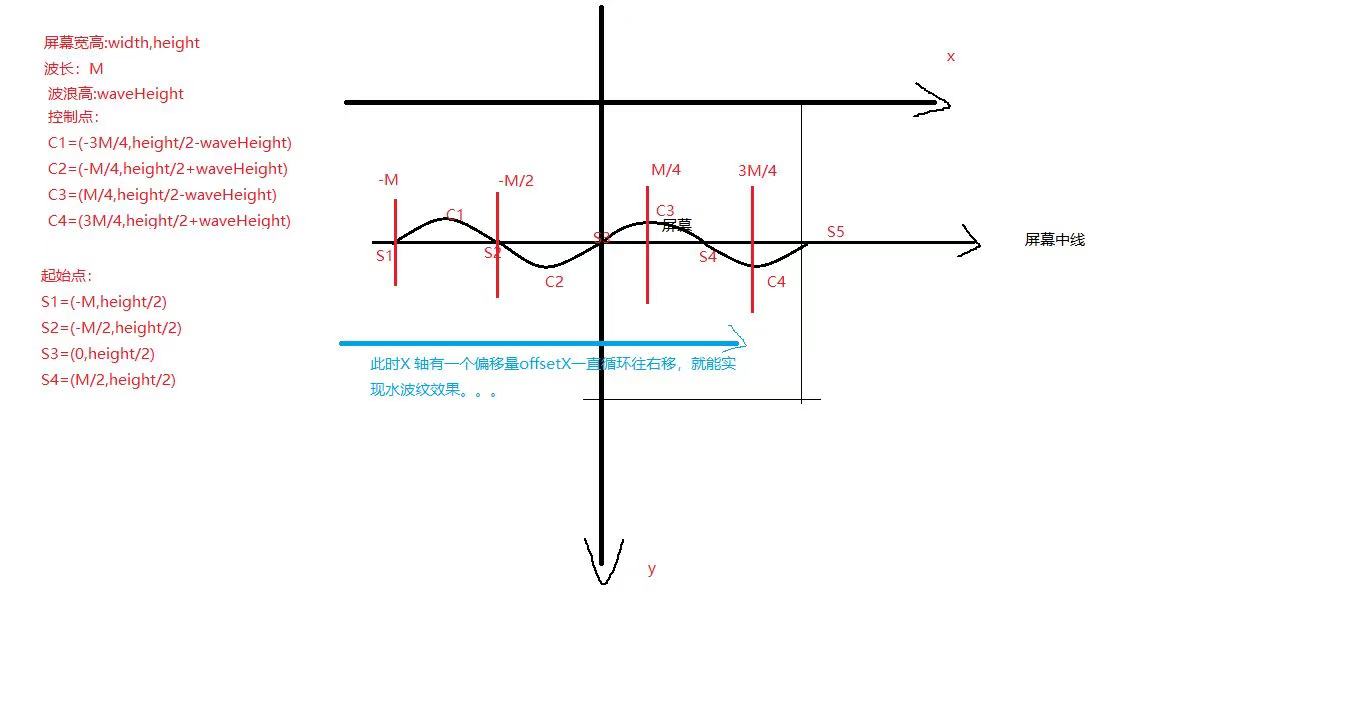 屏幕宽高:width,height
波长：M
波浪高:waveHeight
控制点：
C1=(-3M/4,height/2-waveHeight)
C2=(-M/4,height/2+waveHeight)
C3=(M/4,height/2-waveHeight)
C4=(3M/4,height/2+waveHeight)
起始点：
S1=(-M,height/2)
S2=(-M/2,height/2)
S3=(0,height/2)
S4=(M/2,height/2)
x
-M
-M/2
M/4
3M/4
C1
C3
屏幕
S1
S2
S3
S4
S5
屏幕中线
C2
C4
此时X 轴有一个偏移量offsetX一直循环往右移，就能实
现水波纹效果。。。
y